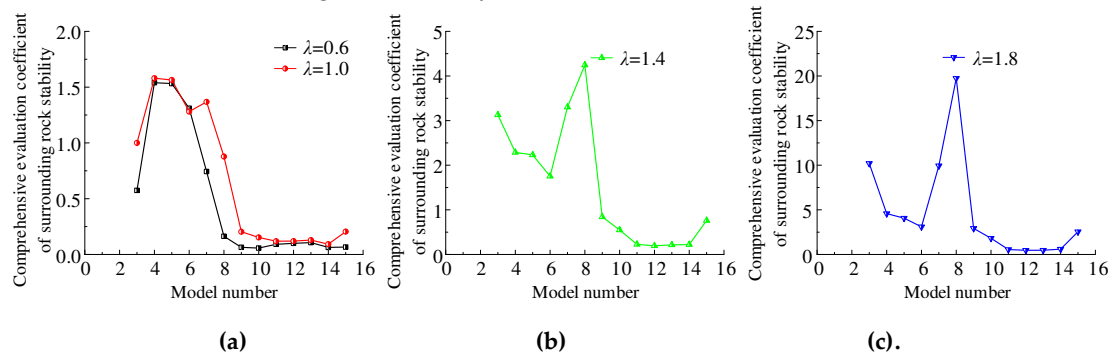 Comprehensive evaluation coefficient
of surrounding rock stability
2.0
1.5
1.0
0.5
0.0
0 2 4 6 8 10 12 14 16
Model number
λ=0.6
λ=1.0
(a)
Comprehensive evaluation coefficient
of surrounding rock stability
5
4
3
2
1
0
0 2 4 6 8 10 12 14 16
Model number
λ=1.4
(b)
Comprehensive evaluation coefficient
of surrounding rock stability
25
20
15
10
5
0
0 2 4 6 8 10 12 14 16
Model number
λ=1.8
(c).